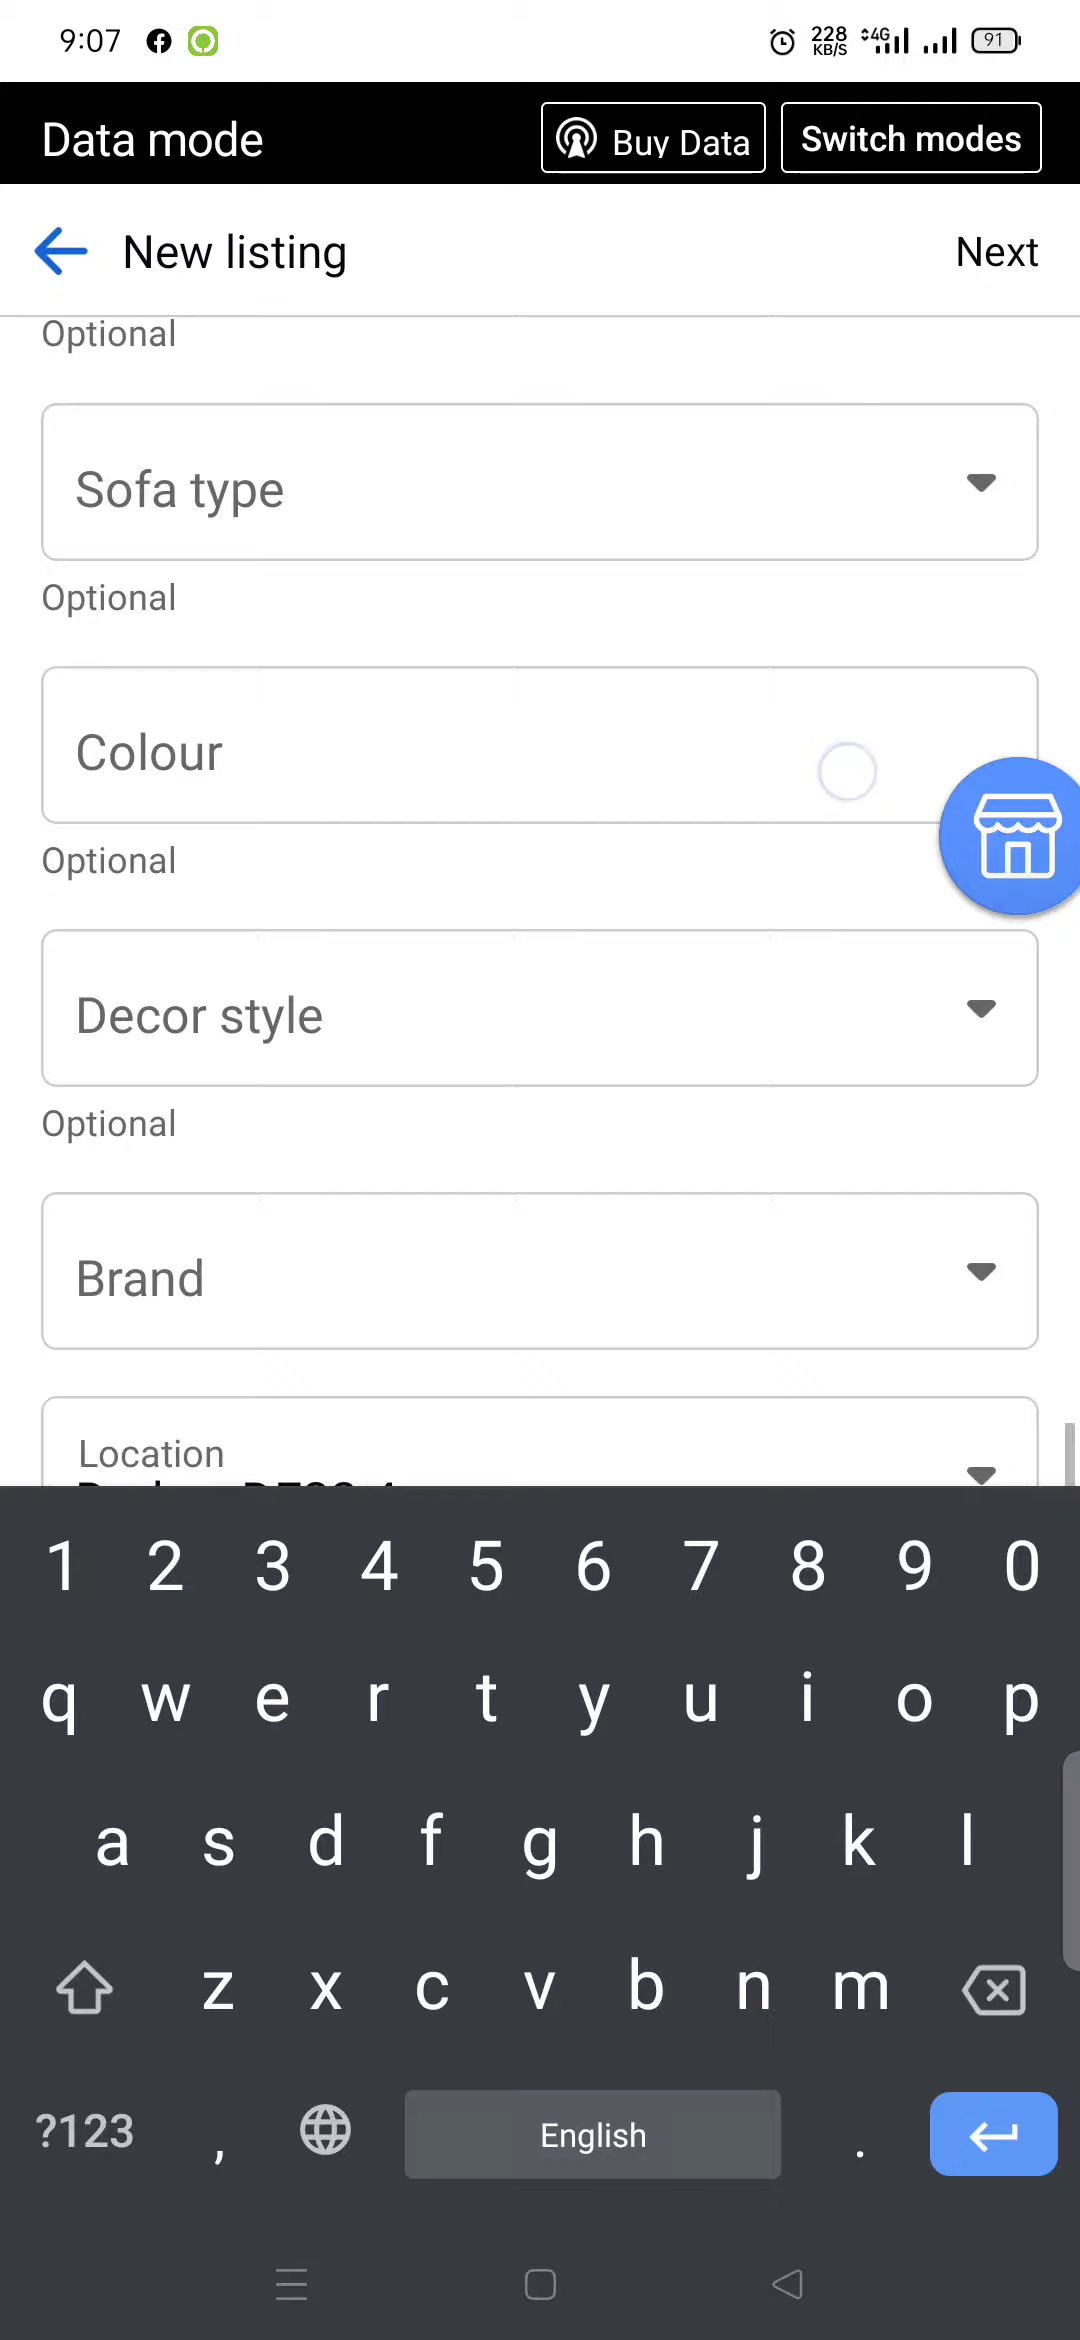 9:07
228
KB/S
4G
91
Data mode
Buy Data
Switch modes
New listing
Next
Optional
Sofa type
Optional
Colour
Optional
Decor style
Optional
Brand
Location
1 2 3 4 5 6 7 8 9 0
q w e r t y u i o p
a s d f g h j k l
z x c v b n m
?123 , English .